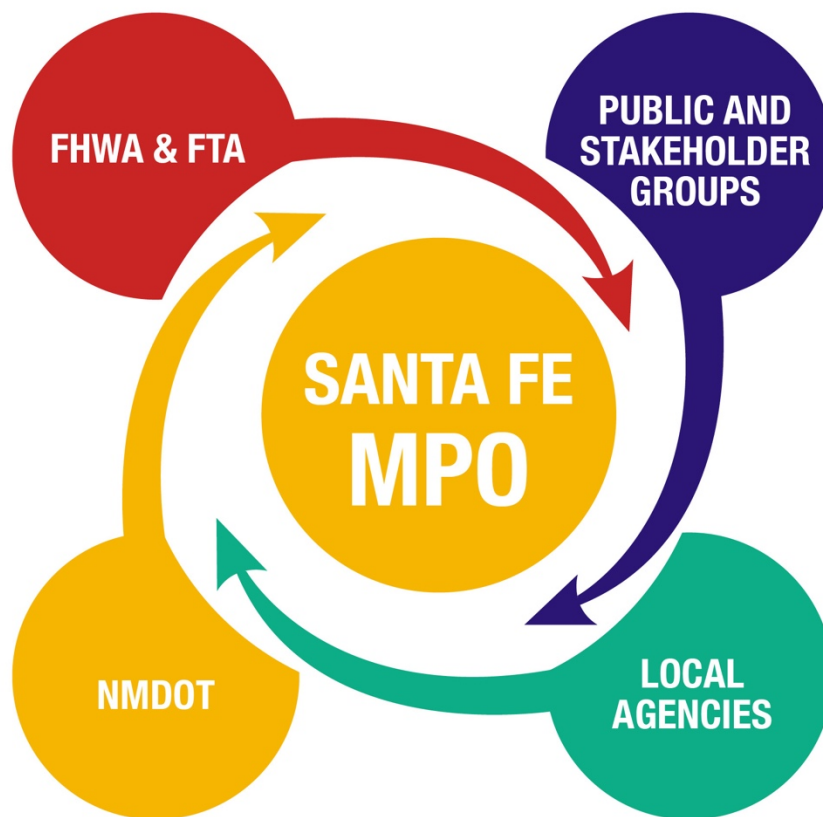 FHWA & FTA
PUBLIC AND
STAKEHOLDER
GROUPS
SANTA FE
MPO
NMDOT
LOCAL
AGENCIES